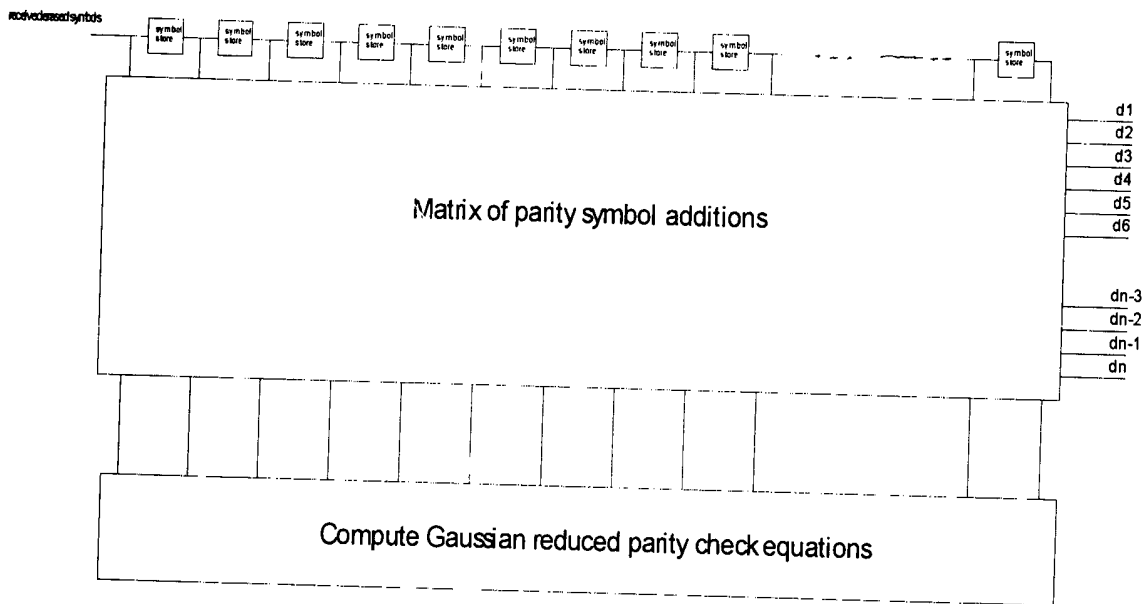 received erased symbols
symbol
store
symbol
store
symbol
store
symbol
store
symbol
store
symbol
store
symbol
store
symbol
store
symbol
store
symbol
store
d1
d2
d3
d4
d5
d6
Matrix of parity symbol additions
dn-3
dn-2
dn-1
dn
Compute Gaussian reduced parity check equations